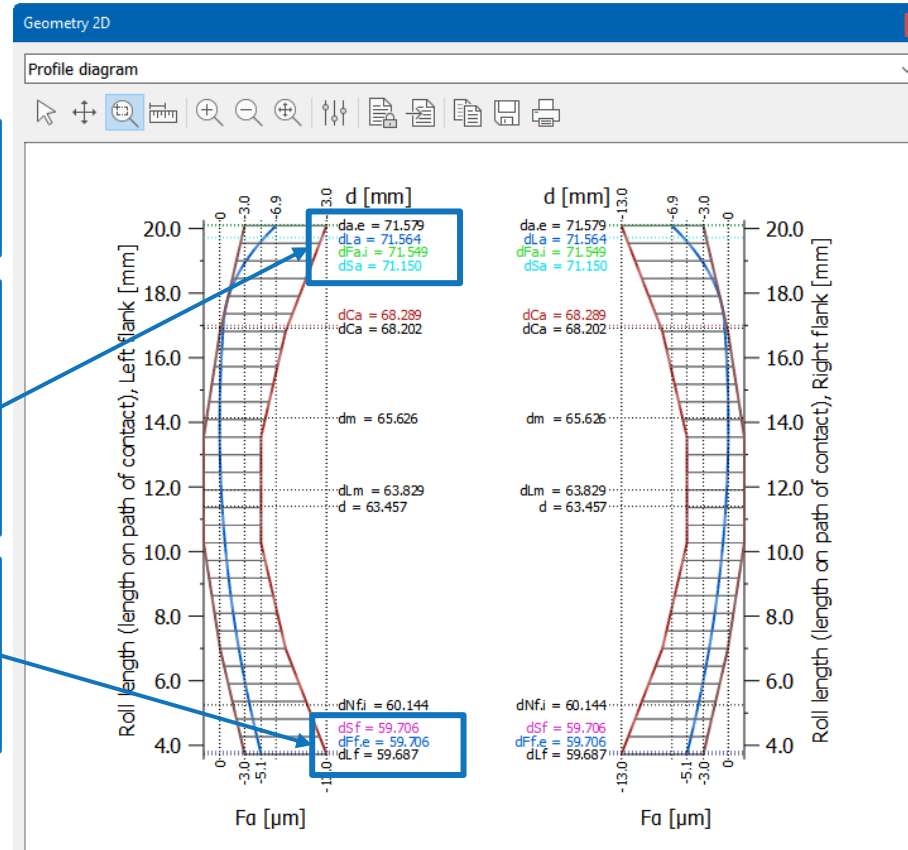 Geometry 2D
Profile diagram
d [mm]
d [mm]
-0
-3.0
-6.9
3.0
-13.0
-6.9
-3.0
-0
20.0
18.0
16.0
14.0
12.0
10.0
8.0
6.0
4.0
Roll length (length on path of contact), Left flank [mm]
da.e = 71.579
dLa = 71.564
dFa.i = 71.549
dSa = 71.150
dCa = 68.289
dCa = 68.202
dm = 65.626
dLm = 63.829
d = 63.457
dNf.i = 60.144
dSf = 59.706
dFf.e = 59.706
dLf = 59.687
da.e = 71.579
dLa = 71.564
dFa.i = 71.549
dSa = 71.150
dCa = 68.289
dCa = 68.202
dm = 65.626
dLm = 63.829
d = 63.457
dNf.i = 60.144
dSf = 59.706
dFf.e = 59.706
dLf = 59.687
20.0
18.0
16.0
14.0
12.0
10.0
8.0
6.0
4.0
Roll length (length on path of contact), Right flank [mm]
0
-3.0
-5.1
-13.0
-13.0
-5.1
-3.0
0
Fa [µm]
Fa [µm]